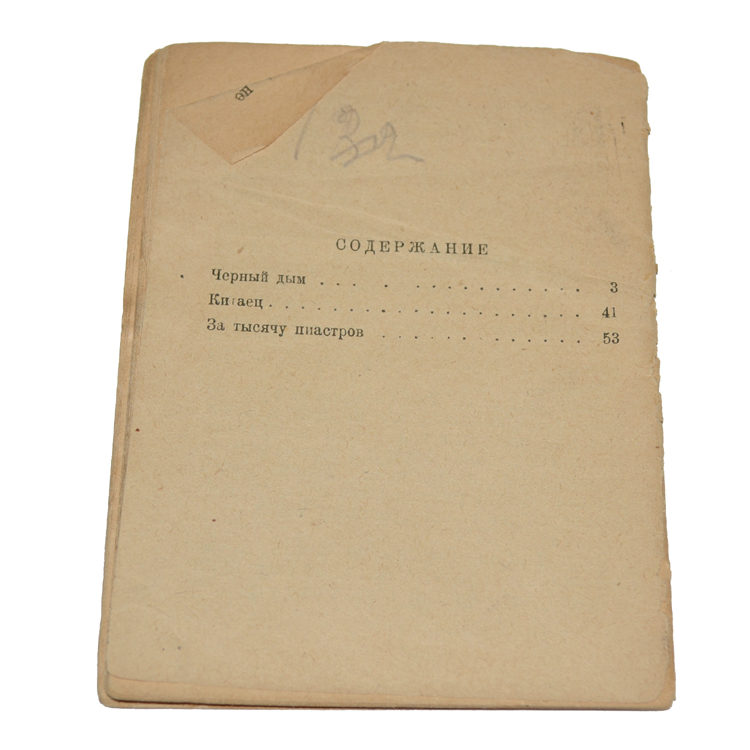 СОДЕРЖАНИЕ
Черный дым . . . . . . . . . . . . . . 3
Китаец . . . . . . . . . . . . . . . . . . 41
За тысячу пиастров . . . . . . . . . . . . 53